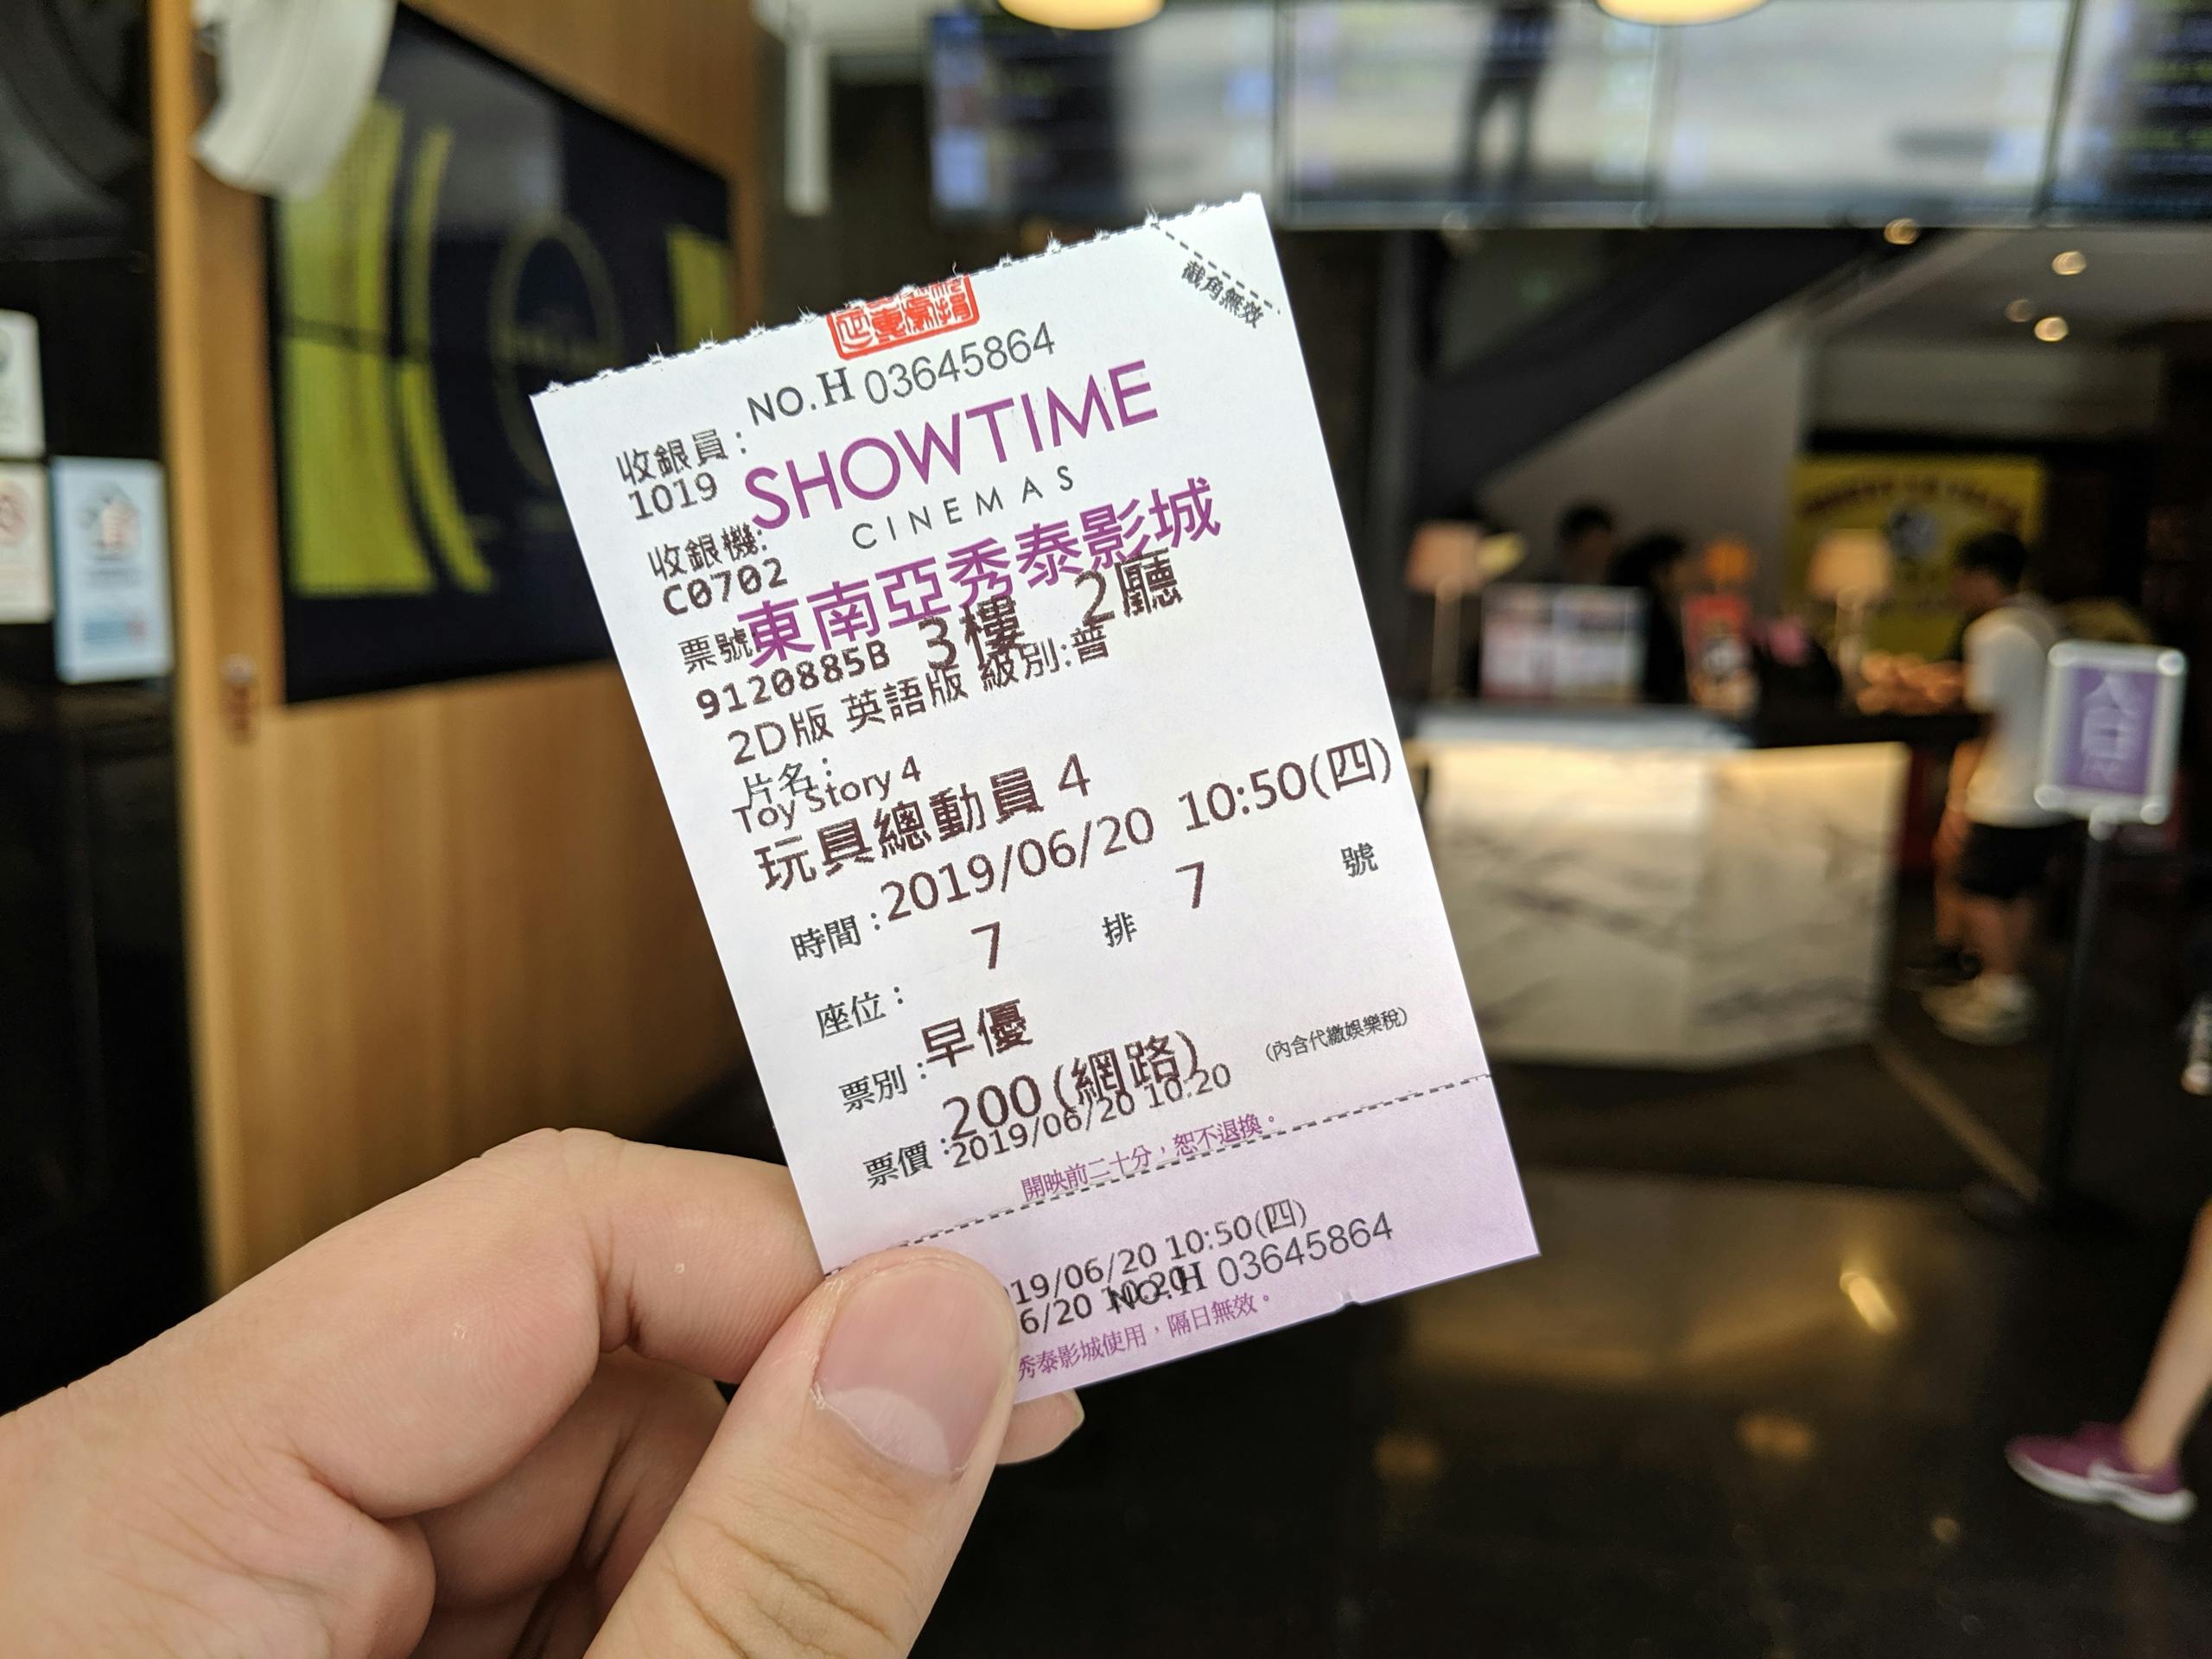 截角無效
NO.H 03645864
收銀員:
1019
SHOWTIME
CINEMAS
收銀機:
C0702
東南亞秀泰影城
票號
9120885B 3樓 2廳
2D版 英語版 級別:普
片名:
Toy Story 4
玩具總動員 4
時間:2019/06/20 10:50(四)
座位: 7 排 7 號
票別:早優
票價:200(網路) (內含代繳娛樂稅)
2019/06/20 10:20
開映前二十分,恕不退換。
19/06/20 10:50(四)
6/20 10:20
NO.H 03645864
秀泰影城使用,隔日無效。